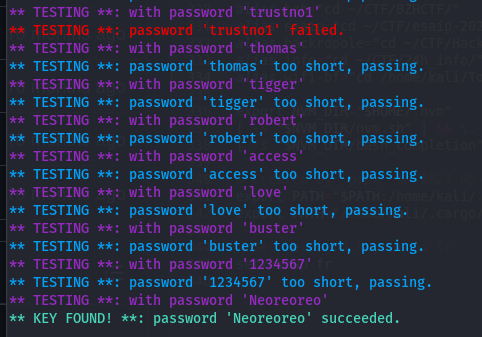 ** TESTING **: with password 'trustno1'
** TESTING **: password 'trustno1' failed.
** TESTING **: with password 'thomas'
** TESTING **: password 'thomas' too short, passing.
** TESTING **: with password 'tigger'
** TESTING **: password 'tigger' too short, passing.
** TESTING **: with password 'robert'
** TESTING **: password 'robert' too short, passing.
** TESTING **: with password 'access'
** TESTING **: password 'access' too short, passing.
** TESTING **: with password 'love'
** TESTING **: password 'love' too short, passing.
** TESTING **: with password 'buster'
** TESTING **: password 'buster' too short, passing.
** TESTING **: with password '1234567'
** TESTING **: password '1234567' too short, passing.
** TESTING **: with password 'Neoreoreo'
** KEY FOUND! **: password 'Neoreoreo' succeeded.